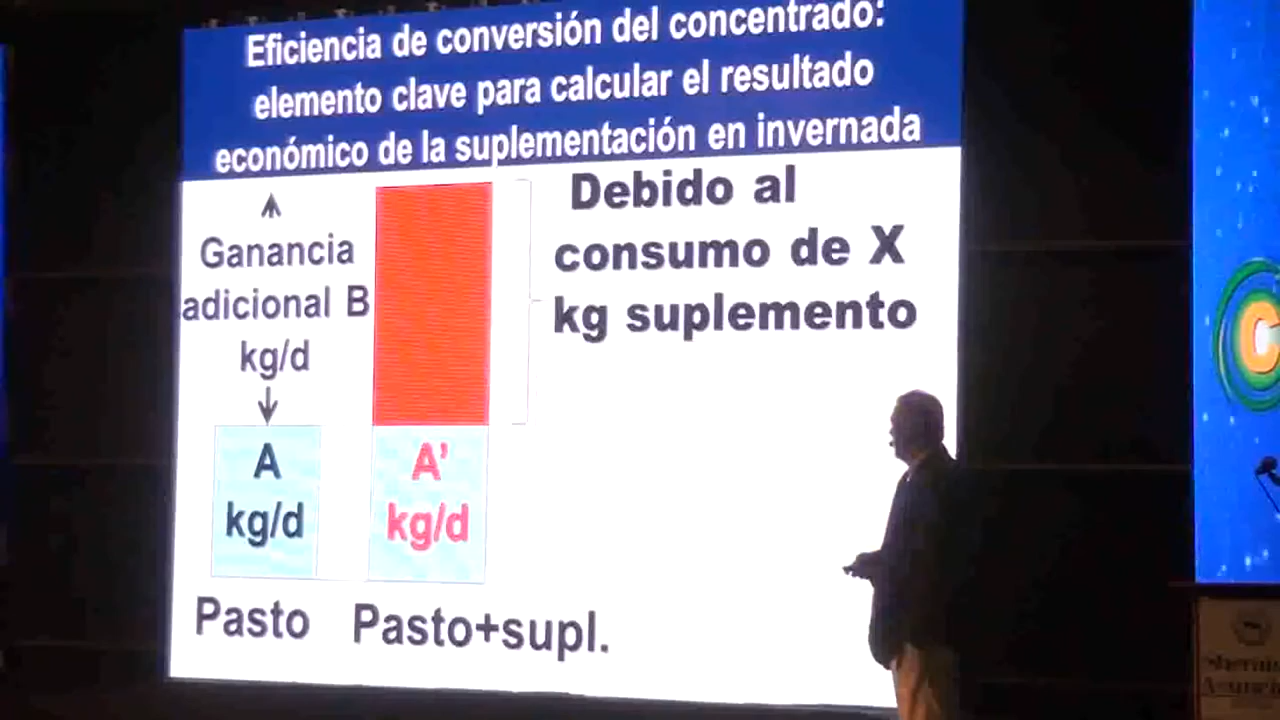 Eficiencia de conversión del concentrado:
elemento clave para calcular el resultado
económico de la suplementación en invernada
Ganancia
adicional B
kg/d
Debido al
consumo de X
kg suplemento
A
kg/d
A'
kg/d
Pasto
Pasto+supl.
C